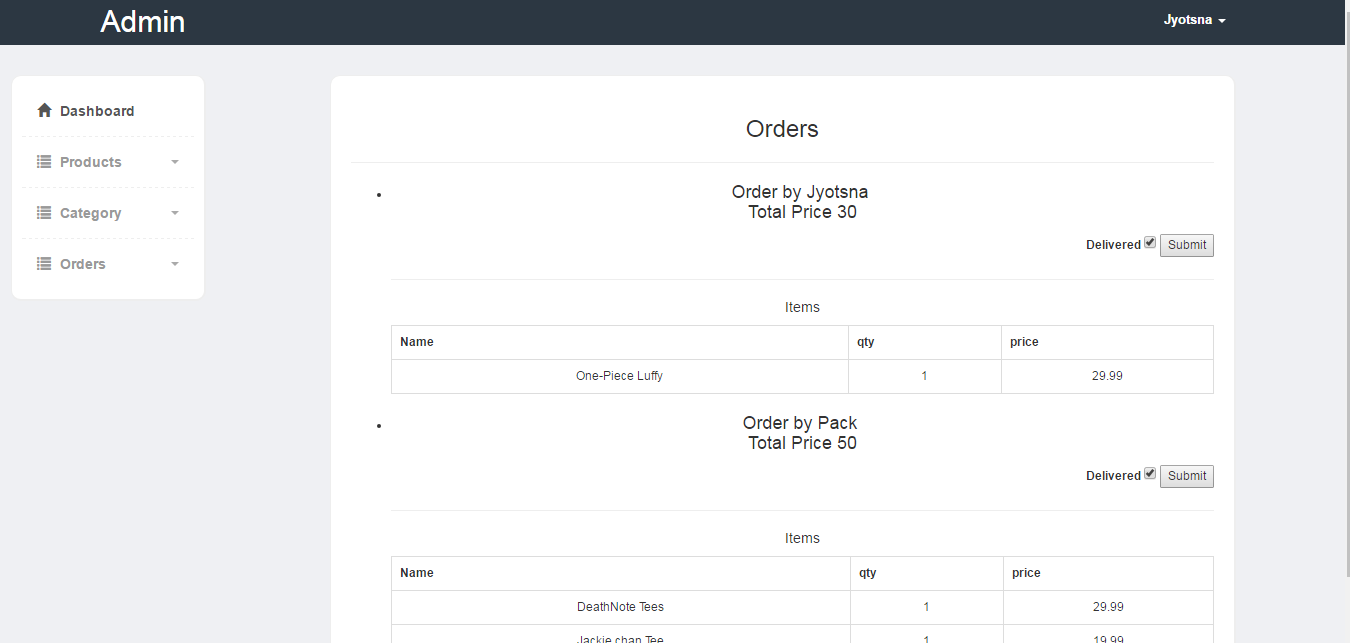 Admin
Jyotsna
Dashboard
Products
Category
Orders
Orders
Order by Jyotsna
Total Price 30
Delivered Submit
Items
Name qty price
One-Piece Luffy 1 29.99
Order by Pack
Total Price 50
Delivered Submit
Items
Name qty price
DeathNote Tees 1 29.99
Jackie chan Tee 1 19.99